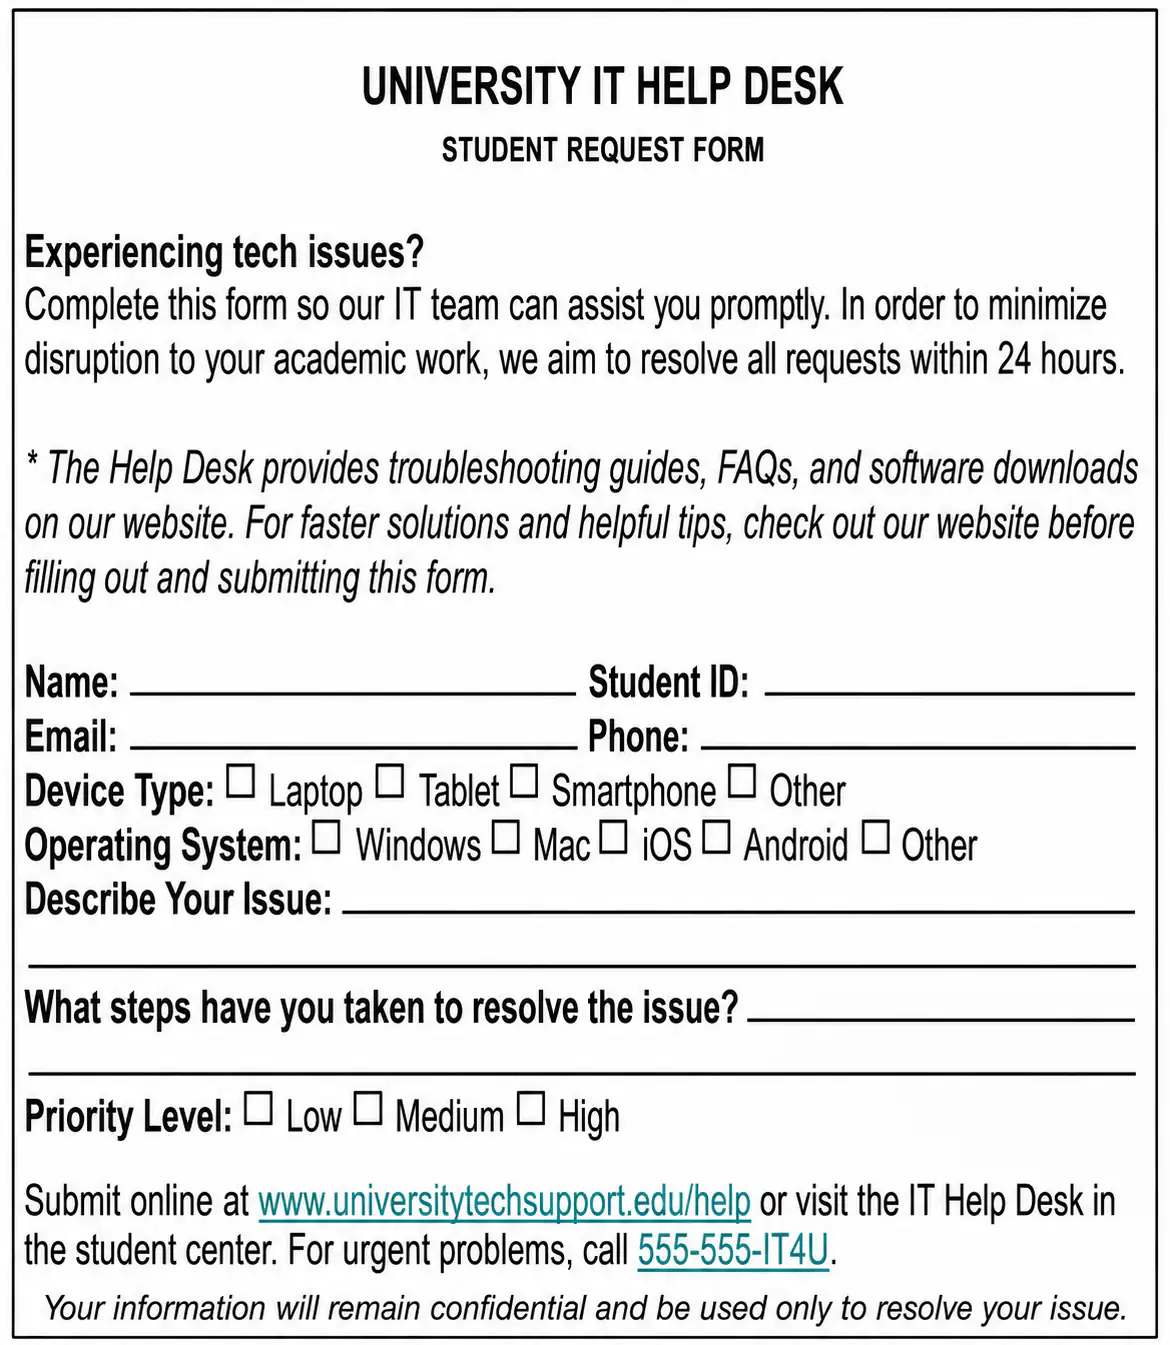 UNIVERSITY IT HELP DESK
STUDENT REQUEST FORM
Experiencing tech issues?
Complete this form so our IT team can assist you promptly. In order to minimize
disruption to your academic work, we aim to resolve all requests within 24 hours.
* The Help Desk provides troubleshooting guides, FAQs, and software downloads
on our website. For faster solutions and helpful tips, check out our website before
filling out and submitting this form.
Name: Student ID:
Email: Phone:
Device Type: ☐ Laptop ☐ Tablet ☐ Smartphone ☐ Other
Operating System: ☐ Windows ☐ Mac ☐ iOS ☐ Android ☐ Other
Describe Your Issue:
What steps have you taken to resolve the issue?
Priority Level: ☐ Low ☐ Medium ☐ High
Submit online at www.universitytechsupport.edu/help or visit the IT Help Desk in
the student center. For urgent problems, call 555-555-IT4U.
Your information will remain confidential and be used only to resolve your issue.